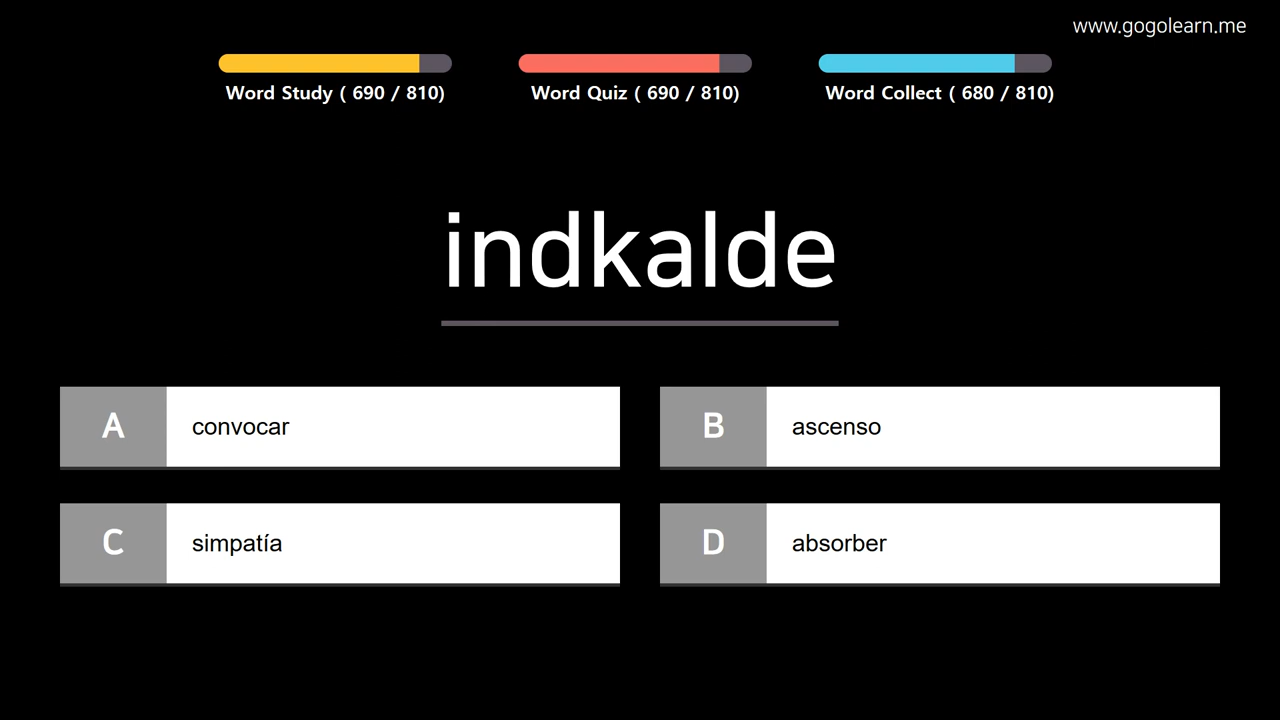 www.gogolearn.me
Word Study ( 690 / 810)
Word Quiz ( 690 / 810)
Word Collect ( 680 / 810)
indkalde
A convocar
B ascenso
C simpatía
D absorber